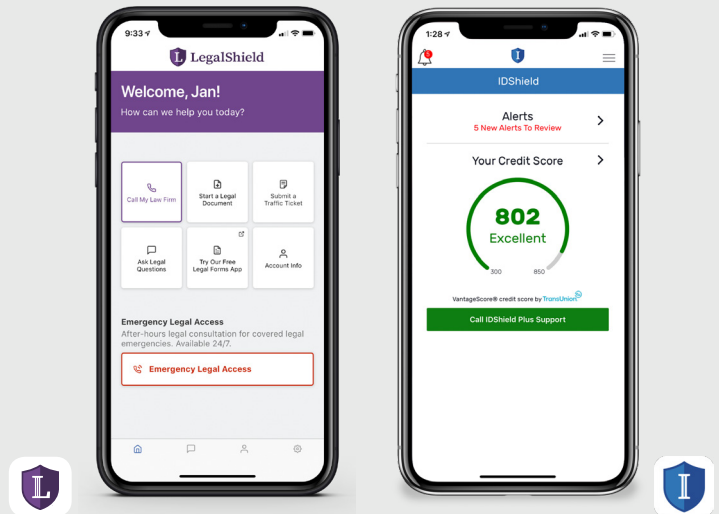 9:33
LegalShield
Welcome, Jan!
How can we help you today?
Call My Law Firm
Start a Legal
Document
Submit a
Traffic Ticket
Ask Legal
Questions
Try Our Free
Legal Forms App
Account Info
Emergency Legal Access
After-hours legal consultation for covered legal
emergencies. Available 24/7.
Emergency Legal Access
L
1:28
5
I
IDShield
Alerts
5 New Alerts To Review
Your Credit Score
802
Excellent
300
850
VantageScore® credit score by TransUnion
Call IDShield Plus Support
I